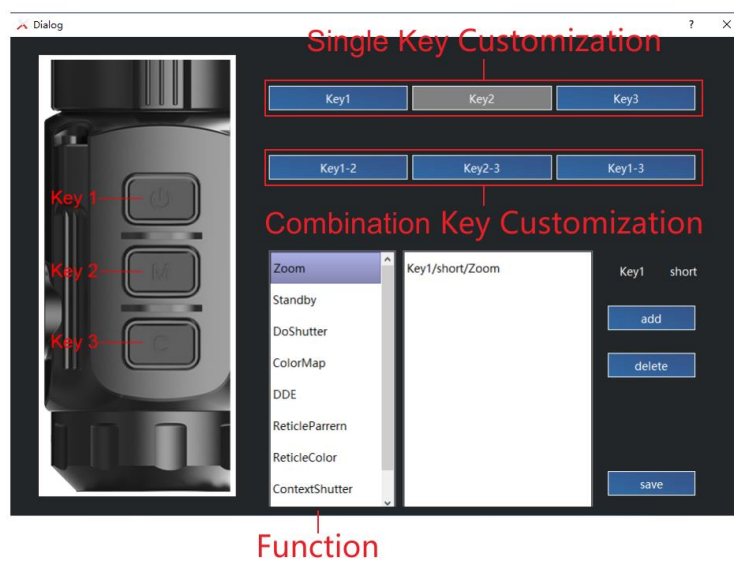 Dialog
?
Single Key Customization
Key1 Key2 Key3
Key1-2 Key2-3 Key1-3
Combination Key Customization
Key 1
Key 2
M
Key 3
C
Zoom
Standby
DoShutter
ColorMap
DDE
ReticleParrern
ReticleColor
ContextShutter
Key1/short/Zoom
Key1 short
add
delete
save
Function